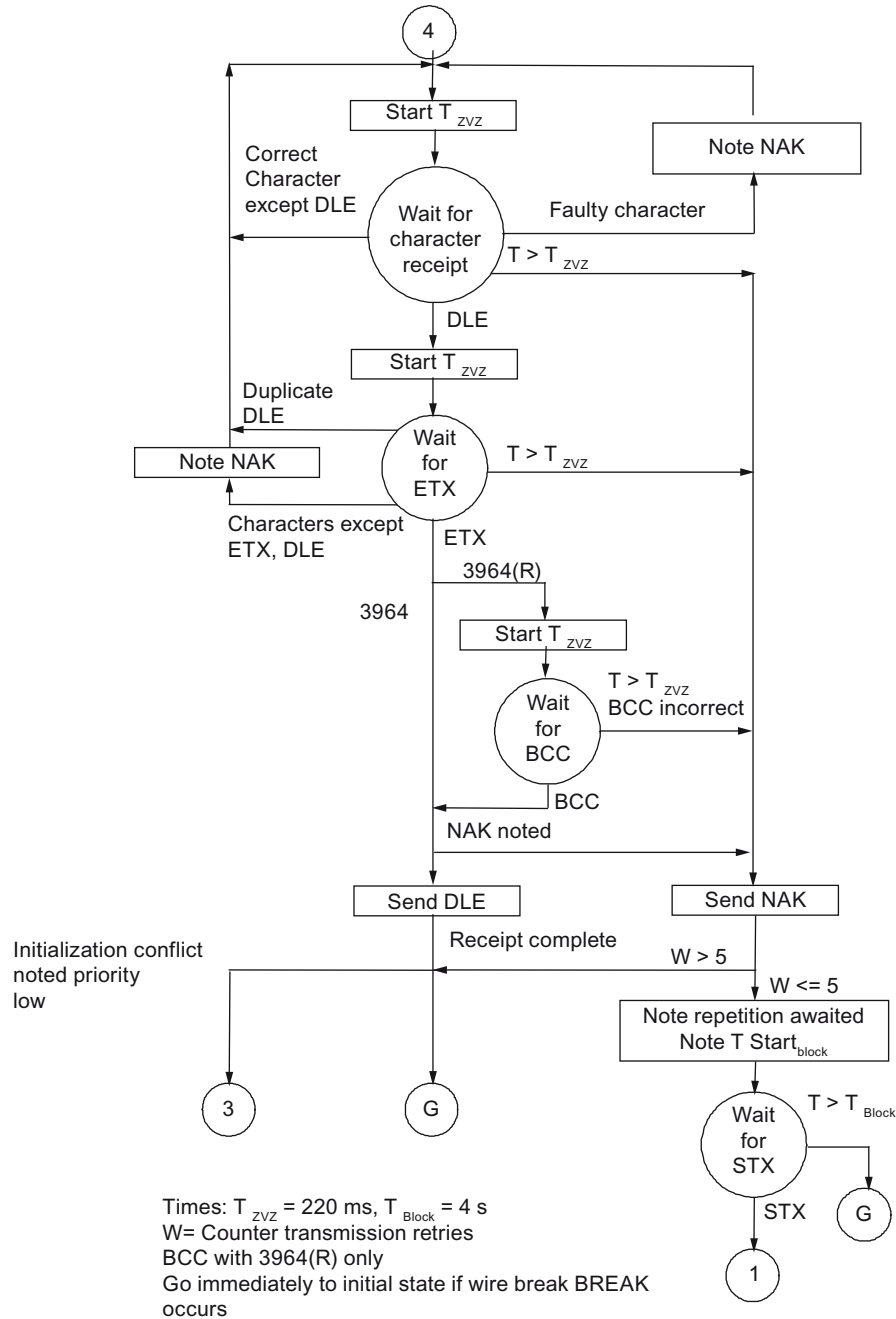 4
Start T ZVZ
Correct
Character
except DLE
Note NAK
Wait for
character
receipt
Faulty character
T > T ZVZ
DLE
Start T ZVZ
Duplicate
DLE
Wait
for
ETX
T > T ZVZ
Note NAK
Characters except
ETX, DLE
ETX
3964(R)
3964
Start T ZVZ
Wait
for
BCC
T > T ZVZ
BCC incorrect
BCC
NAK noted
Send DLE
Send NAK
Receipt complete
Initialization conflict
noted priority
low
W > 5
W <= 5
Note repetition awaited
Note T Start block
3
G
Wait
for
STX
T > T Block
G
STX
1
Times: T ZVZ = 220 ms, T Block = 4 s
W= Counter transmission retries
BCC with 3964(R) only
Go immediately to initial state if wire break BREAK
occurs